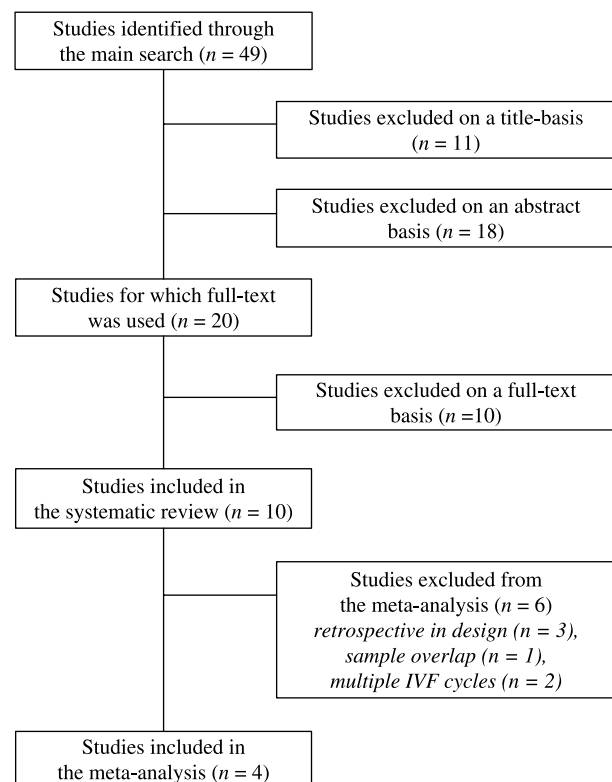 Studies identified through
the main search (n = 49)
Studies excluded on a title-basis
(n = 11)
Studies excluded on an abstract
basis (n = 18)
Studies for which full-text
was used (n = 20)
Studies excluded on a full-text
basis (n =10)
Studies included in
the systematic review (n = 10)
Studies excluded from
the meta-analysis (n = 6)
retrospective in design (n = 3),
sample overlap (n = 1),
multiple IVF cycles (n = 2)
Studies included in
the meta-analysis (n = 4)